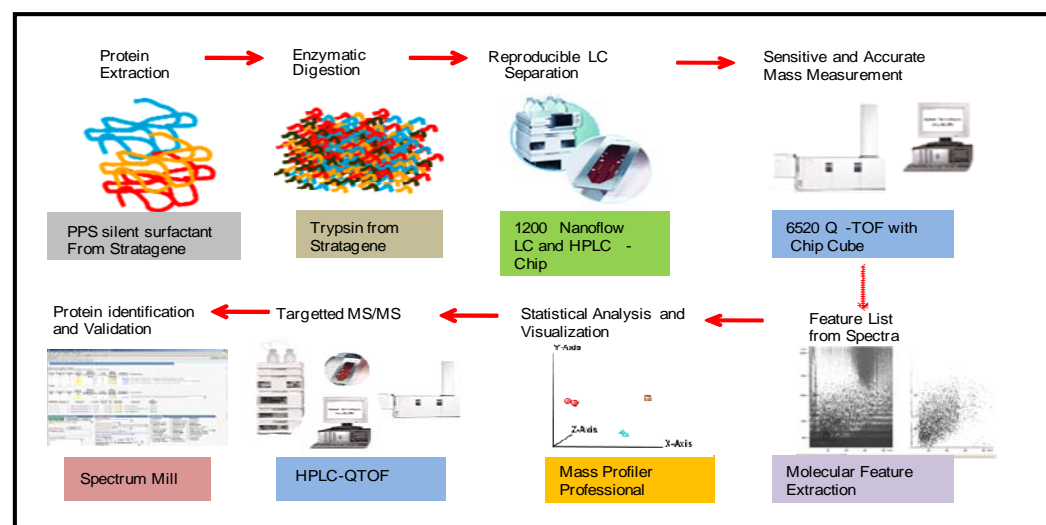 Protein
Extraction
Enzymatic
Digestion
Reproducible LC
Separation
Sensitive and Accurate
Mass Measurement
PPS silent surfactant
From Stratagene
Trypsin from
Stratagene
1200 Nanoflow
LC and HPLC -
Chip
6520 Q -TOF with
Chip Cube
Protein identification
and Validation
Targetted MS/MS
Statistical Analysis and
Visualization
Feature List
from Spectra
Y-Axis
Z-Axis
X-Axis
Spectrum Mill
HPLC-QTOF
Mass Profiler
Professional
Molecular Feature
Extraction